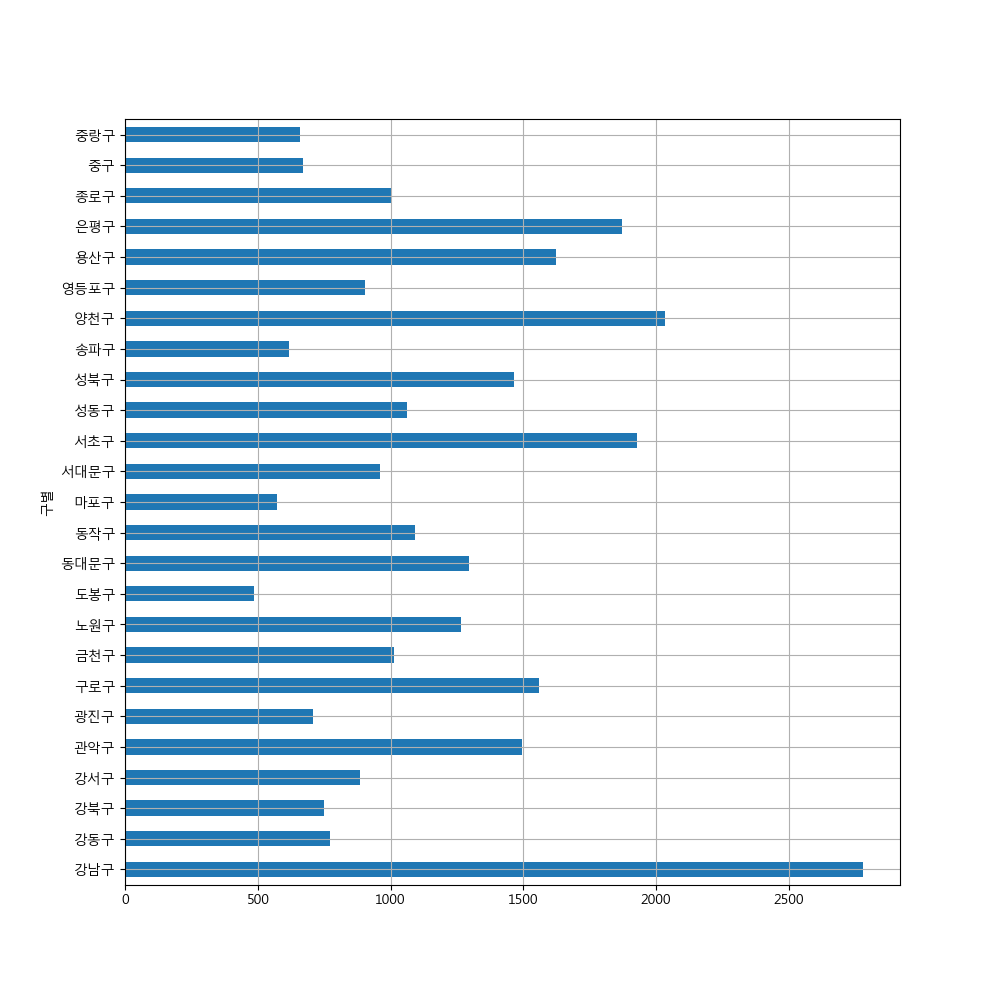 중랑구
중구
종로구
은평구
용산구
영등포구
양천구
송파구
성북구
성동구
서초구
서대문구
마포구
동작구
동대문구
도봉구
노원구
금천구
구로구
광진구
관악구
강서구
강북구
강동구
강남구
구별
0 500 1000 1500 2000 2500